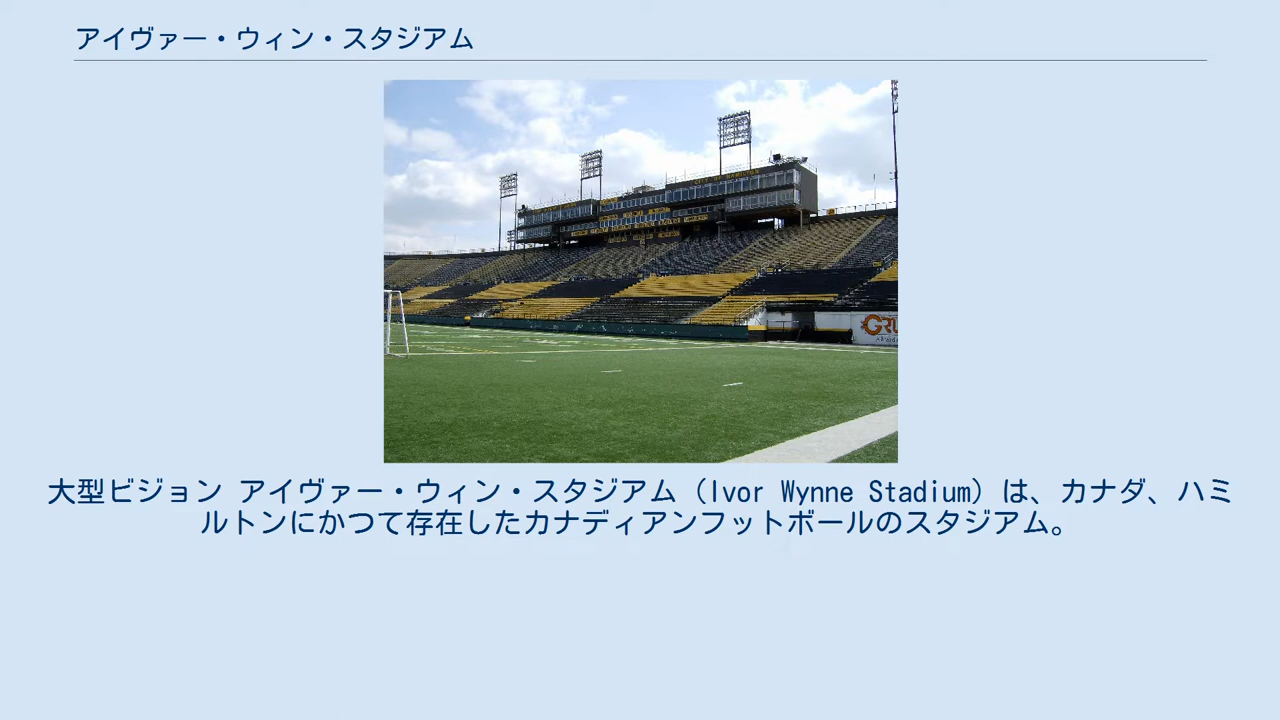 アイヴァー・ウィン・スタジアム
大型ビジョン アイヴァー・ウィン・スタジアム (Ivor Wynne Stadium) は、カナダ、ハミ
ルトンにかつて存在したカナディアンフットボールのスタジアム。